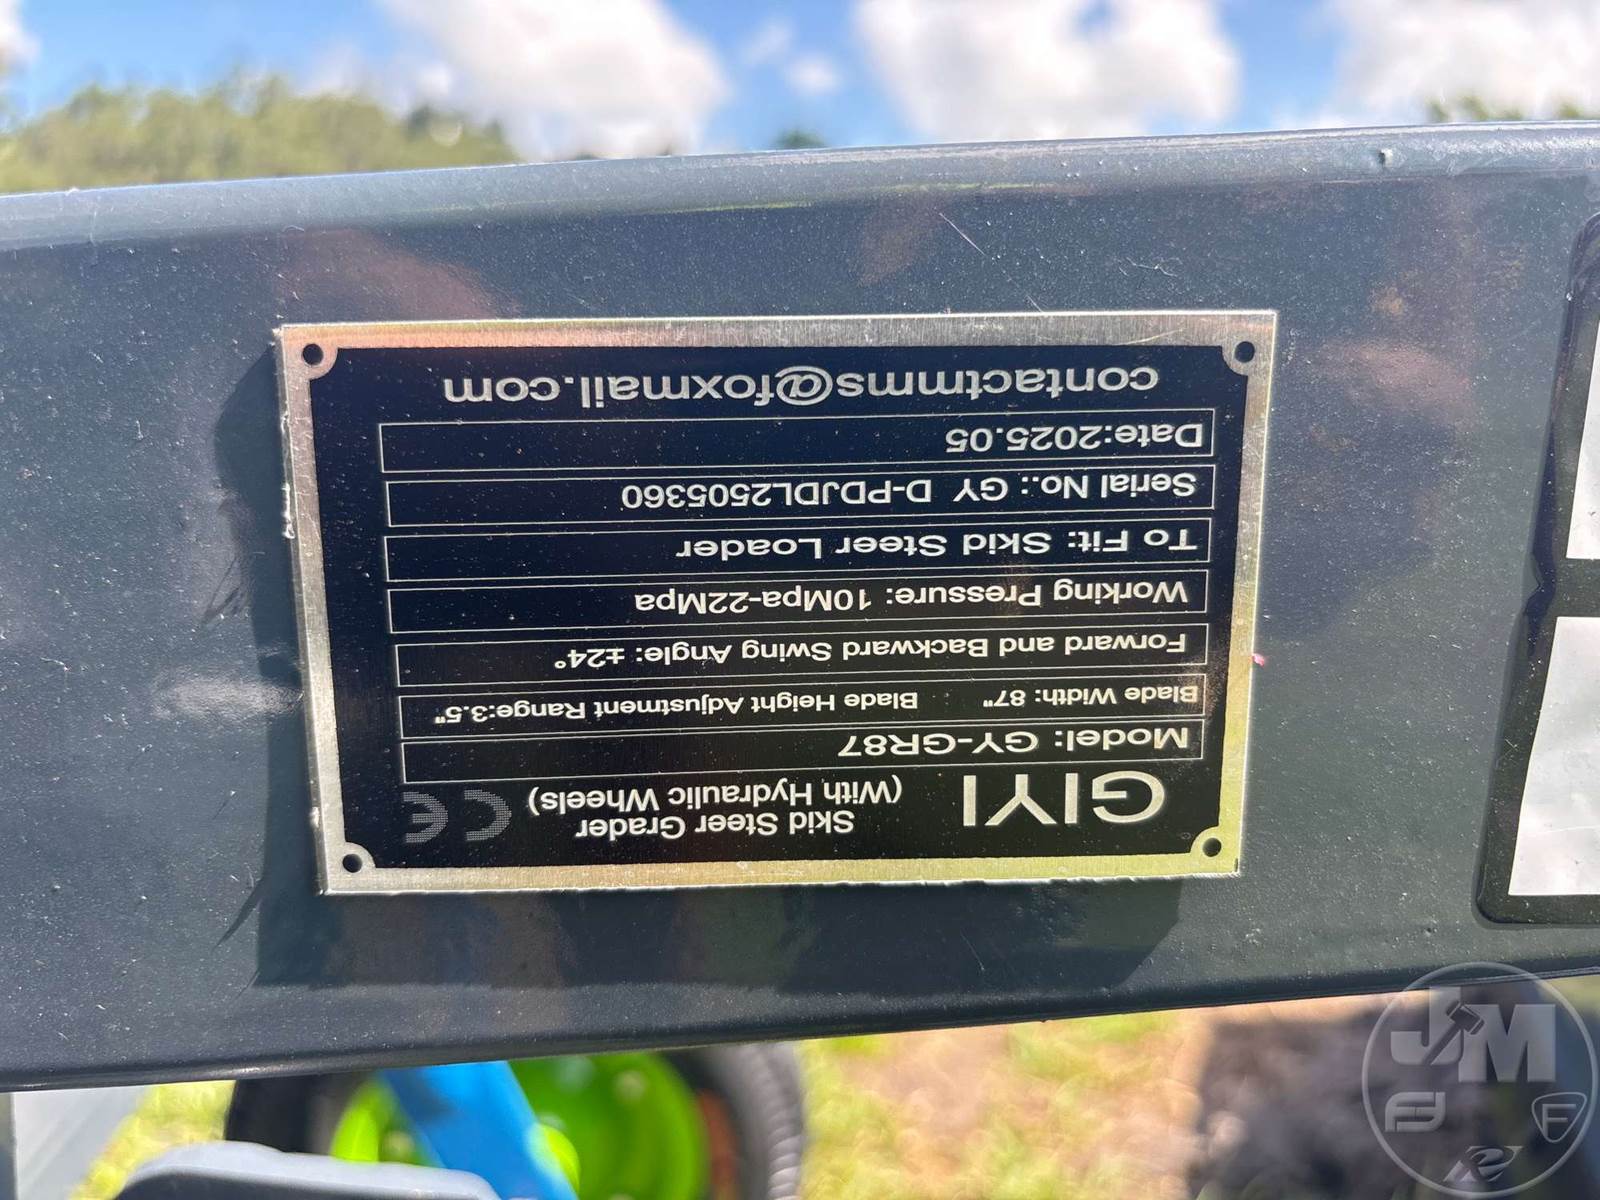 GIYI
Skid Steer Grader
(With Hydraulic Wheels)
CE
Model: GY-GR87
Blade Width: 87" Blade Height Adjustment Range:3.5"
Forward and Backward Swing Angle: ±24°
Working Pressure: 10Mpa-22Mpa
To Fit: Skid Steer Loader
Serial No.: GY D-PDJDL2505360
Date:2025.05
contactmms@foxmail.com
JM